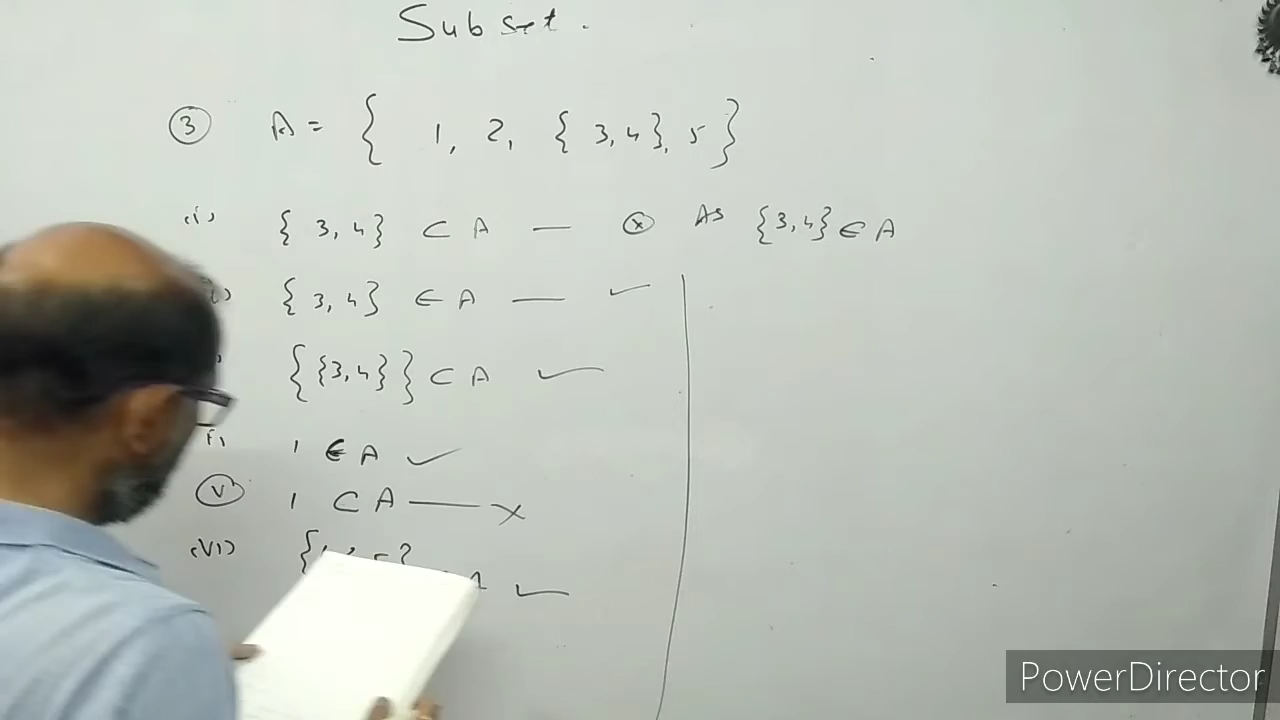 Subset.
③ A = { 1, 2, { 3, 4 }, 5 }
(i) { 3, 4 } ⊂ A — ⓧ As { 3, 4 } ∈ A
{ 3, 4 } ∈ A — ✓
{ { 3, 4 } } ⊂ A ✓
1 ∈ A ✓
(v) 1 ⊂ A — ×
(vi) A ✓
PowerDirector